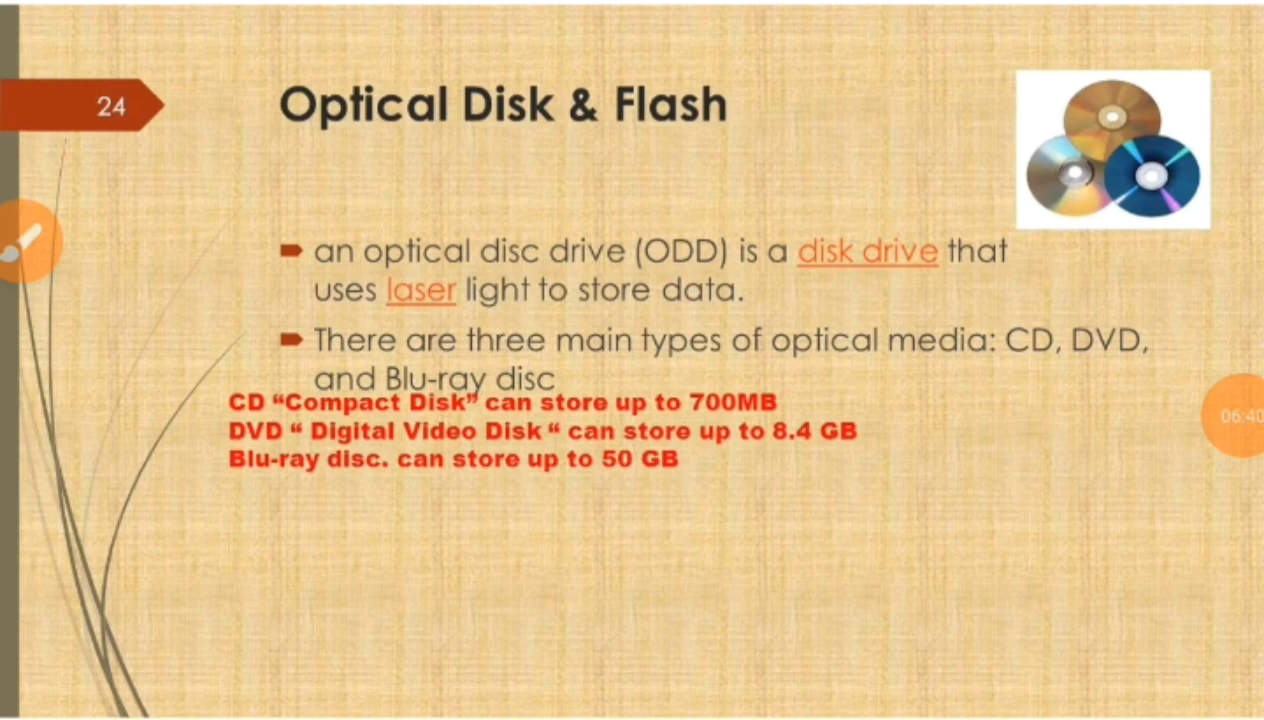 24
Optical Disk & Flash
an optical disc drive (ODD) is a disk drive that
uses laser light to store data.
There are three main types of optical media: CD, DVD,
and Blu-ray disc
CD “Compact Disk” can store up to 700MB
DVD “ Digital Video Disk “ can store up to 8.4 GB
Blu-ray disc. can store up to 50 GB
06:40